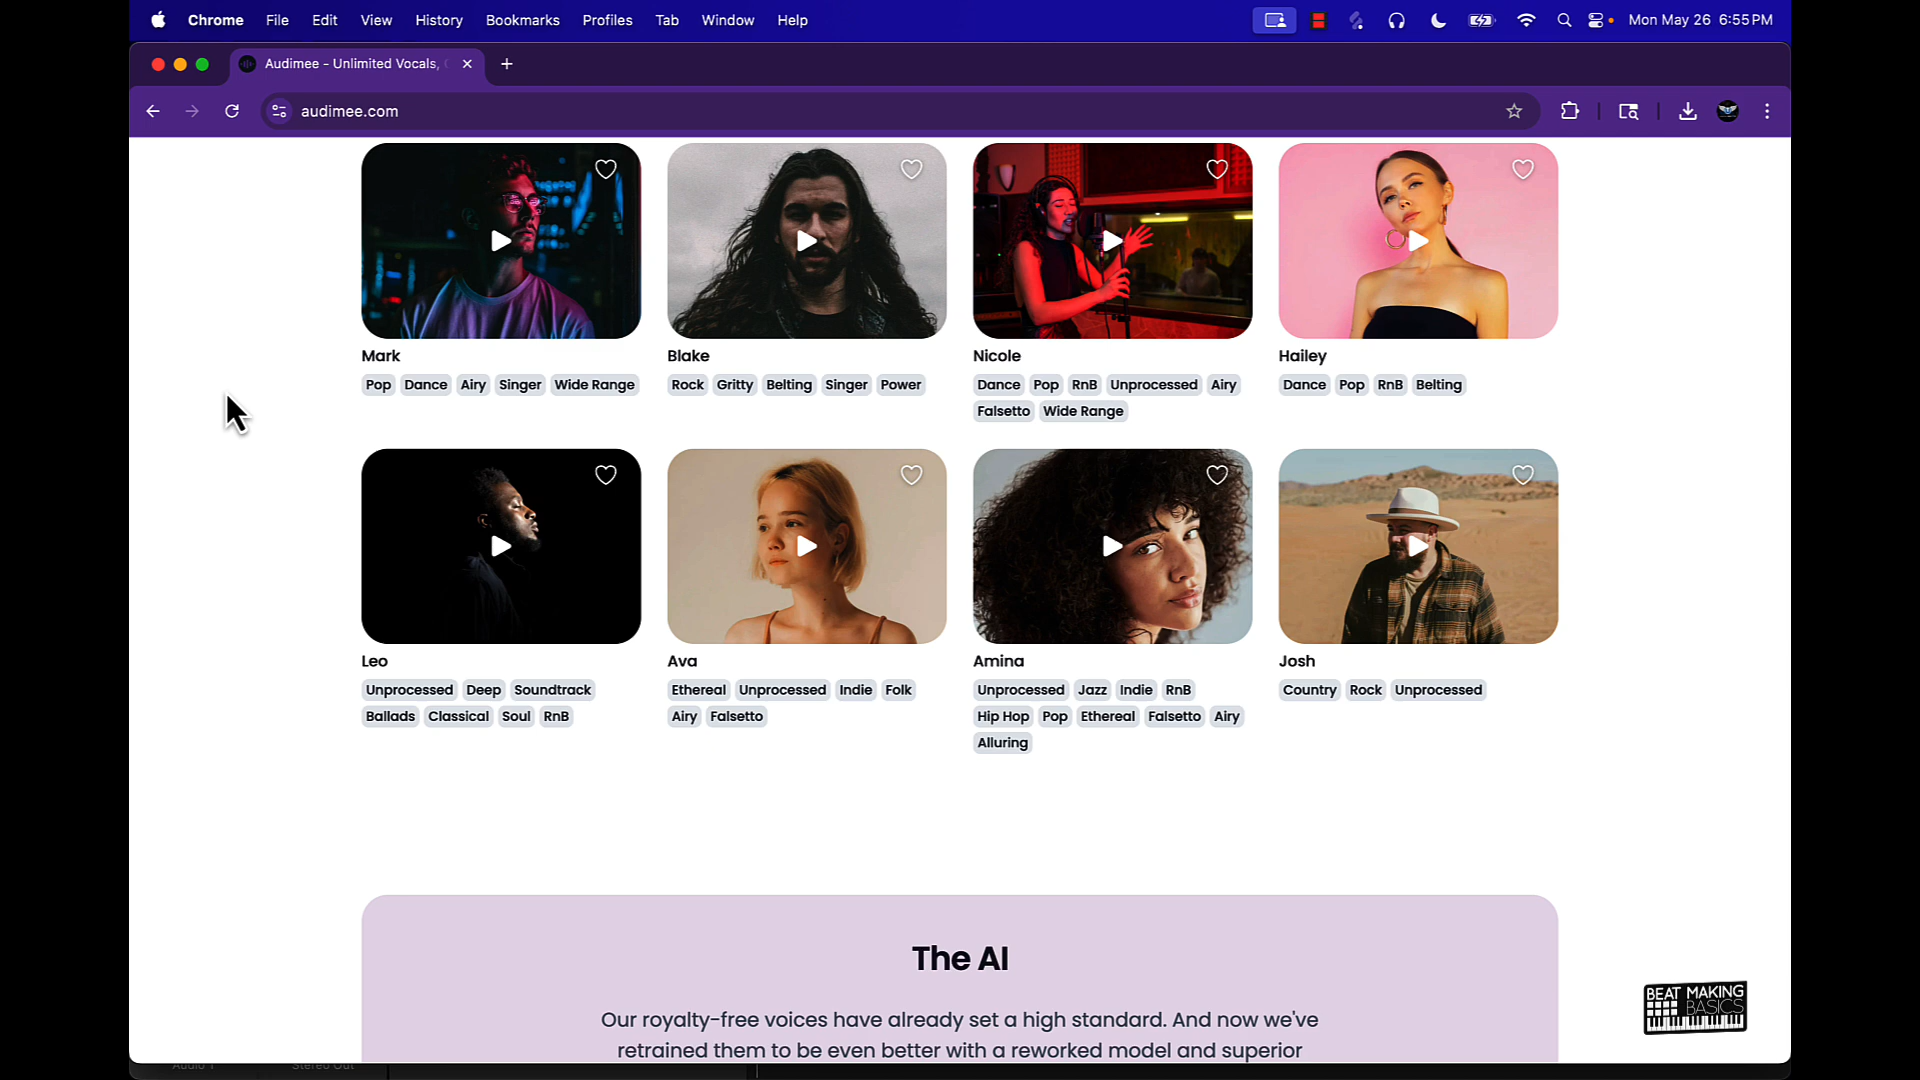 Chrome File Edit View History Bookmarks Profiles Tab Window Help Mon May 26 6:55 PM
Audimee - Unlimited Vocals,
audimee.com
Mark Blake Nicole Hailey
Pop Dance Airy Singer Wide Range Rock Gritty Belting Singer Power Dance Pop RnB Unprocessed Airy Dance Pop RnB Belting
Falsetto Wide Range
Leo Ava Amina Josh
Unprocessed Deep Soundtrack Ethereal Unprocessed Indie Folk Unprocessed Jazz Indie RnB Country Rock Unprocessed
Ballads Classical Soul RnB Airy Falsetto Hip Hop Pop Ethereal Falsetto Airy
Alluring
The AI
Our royalty-free voices have already set a high standard. And now we've
retrained them to be even better with a reworked model and superior
BEAT MAKING
BASICS
Audio 1 Stereo Out